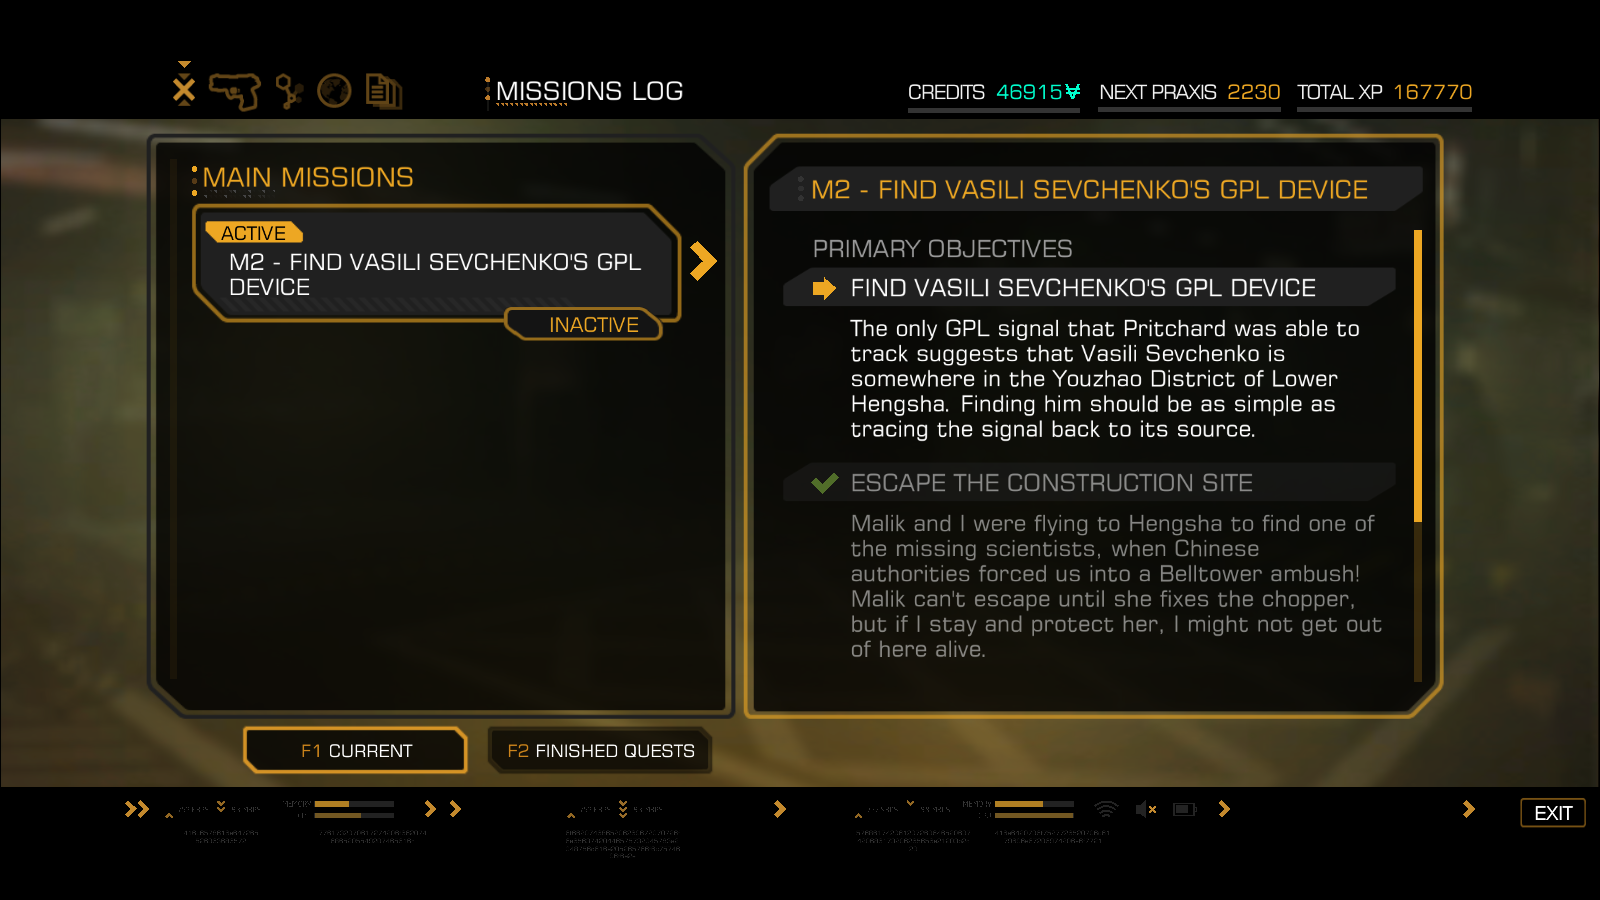 MISSIONS LOG
CREDITS 46915
NEXT PRAXIS 2230
TOTAL XP 167770
MAIN MISSIONS
ACTIVE
M2 - FIND VASILI SEVCHENKO'S GPL
DEVICE
INACTIVE
M2 - FIND VASILI SEVCHENKO'S GPL DEVICE
PRIMARY OBJECTIVES
FIND VASILI SEVCHENKO'S GPL DEVICE
The only GPL signal that Pritchard was able to
track suggests that Vasili Sevchenko is
somewhere in the Youzhao District of Lower
Hengsha. Finding him should be as simple as
tracing the signal back to its source.
ESCAPE THE CONSTRUCTION SITE
Malik and I were flying to Hengsha to find one of
the missing scientists, when Chinese
authorities forced us into a Belltower ambush!
Malik can't escape until she fixes the chopper,
but if I stay and protect her, I might not get out
of here alive.
F1 CURRENT
F2 FINISHED QUESTS
MEMORY
MEMORY
EXIT